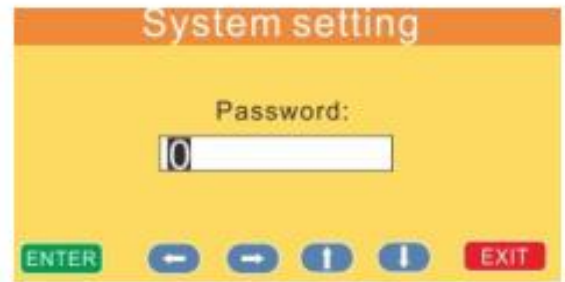 System setting
Password:
0
ENTER ← → ↑ ↓ EXIT